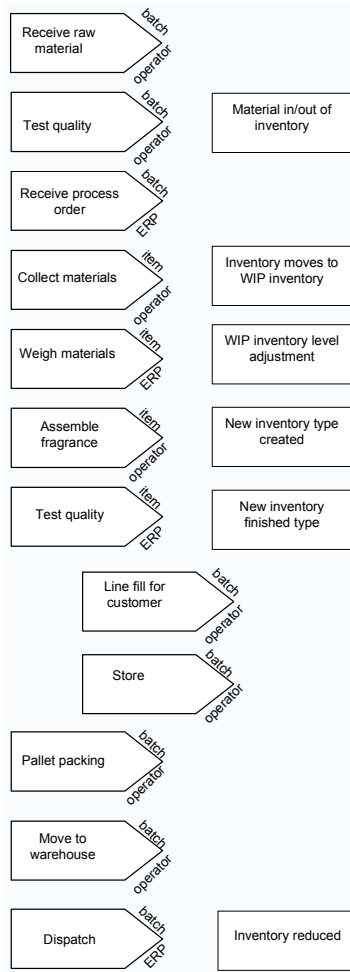 Receive raw
material
batch
operator
Test quality
batch
operator
Material in/out of
inventory
Receive process
order
batch
ERP
Collect materials
item
operator
Inventory moves to
WIP inventory
Weigh materials
item
ERP
WIP inventory level
adjustment
Assemble
fragrance
item
operator
New inventory type
created
Test quality
item
ERP
New inventory
finished type
Line fill for
customer
batch
operator
Store
batch
operator
Pallet packing
batch
operator
Move to
warehouse
batch
operator
Dispatch
batch
ERP
Inventory reduced